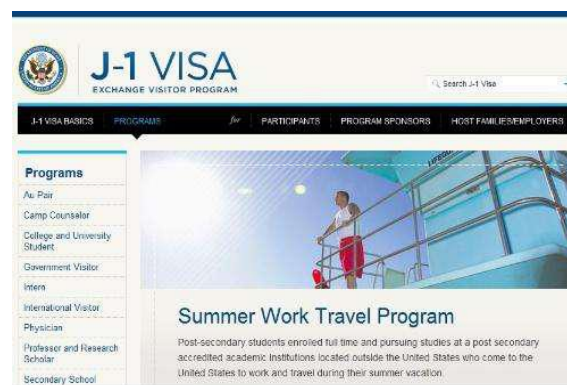 J-1 VISA
EXCHANGE VISITOR PROGRAM
Search J-1 Visa
J-1 VISA BASICS
PROGRAMS
for
PARTICIPANTS
PROGRAM SPONSORS
HOST FAMILIES/EMPLOYERS
Programs
Au Pair
Camp Counselor
College and University
Student
Government Visitor
Intern
International Visitor
Physician
Professor and Research
Scholar
Secondary School
LIFEGUARD
Summer Work Travel Program
Post-secondary students enrolled full time and pursuing studies at a post secondary
accredited academic institutions located outside the United States who come to the
United States to work and travel during their summer vacation.